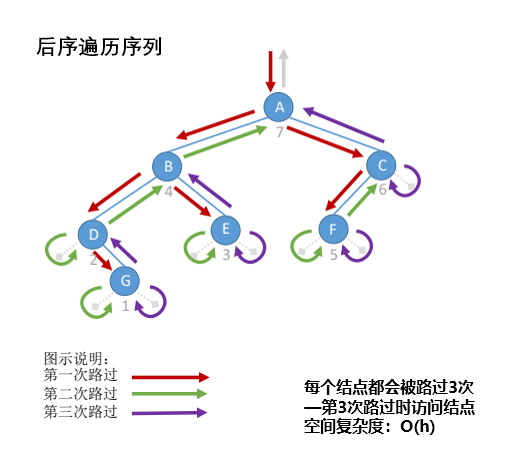 后序遍历序列
A
7
B
4
C
6
D
2
E
3
F
5
G
1
图示说明：
第一次路过
第二次路过
第三次路过
每个结点都会被路过3次
—第3次路过时访问结点
空间复杂度：O(h)